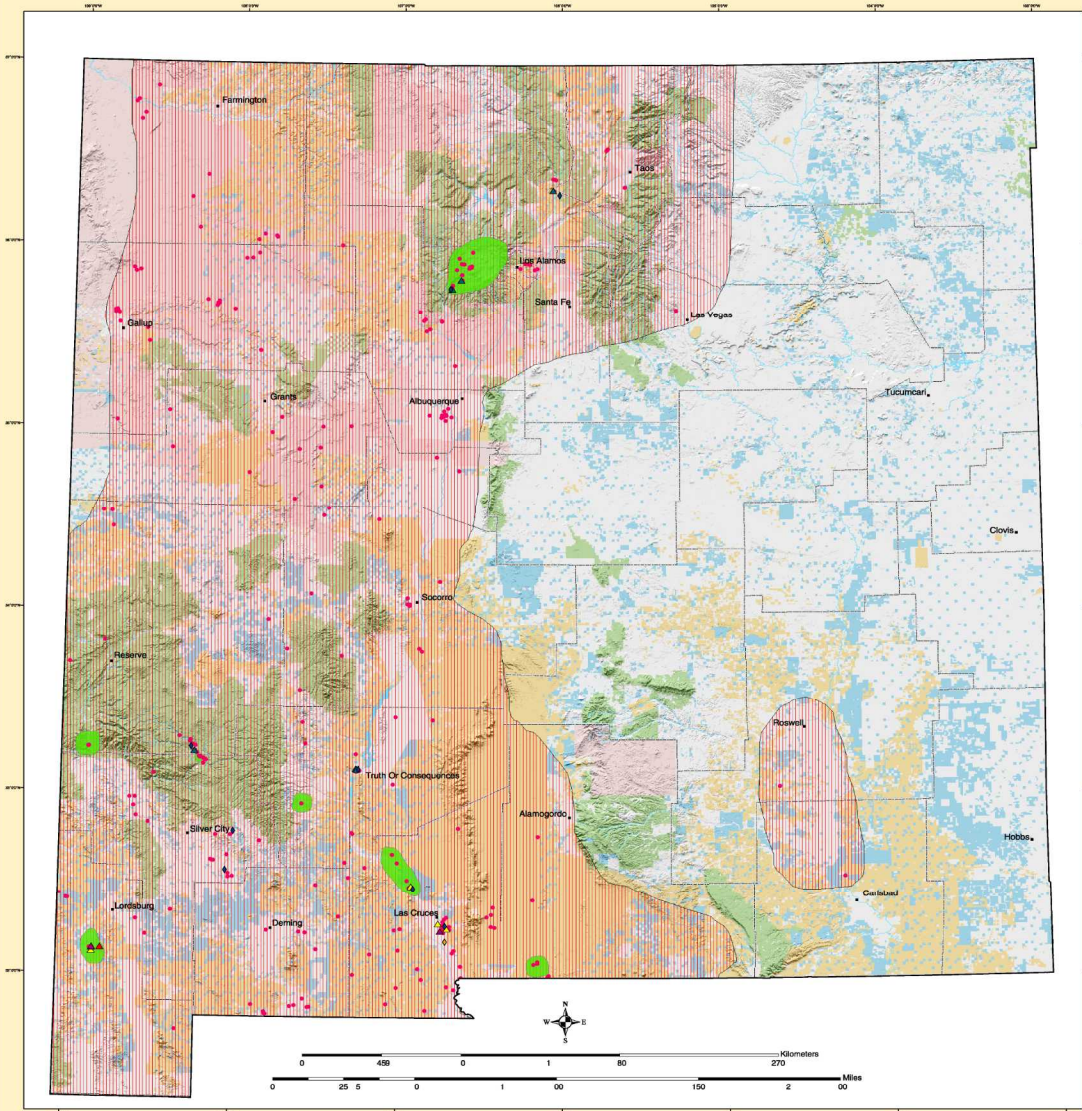 Farmington
Taos
Los Alamos
Santa Fe
Las Vegas
Gallup
Grants
Albuquerque
Tucumcari
Clovis
Socorro
Reserve
Roswell
Truth Or Consequences
Alamogordo
Silver City
Hobbs
Carlsbad
Lordsburg
Las Cruces
Deming
N
W E
S
Kilometers
0 459 0 1 80 270
Miles
0 25 5 0 1 00 150 2 00